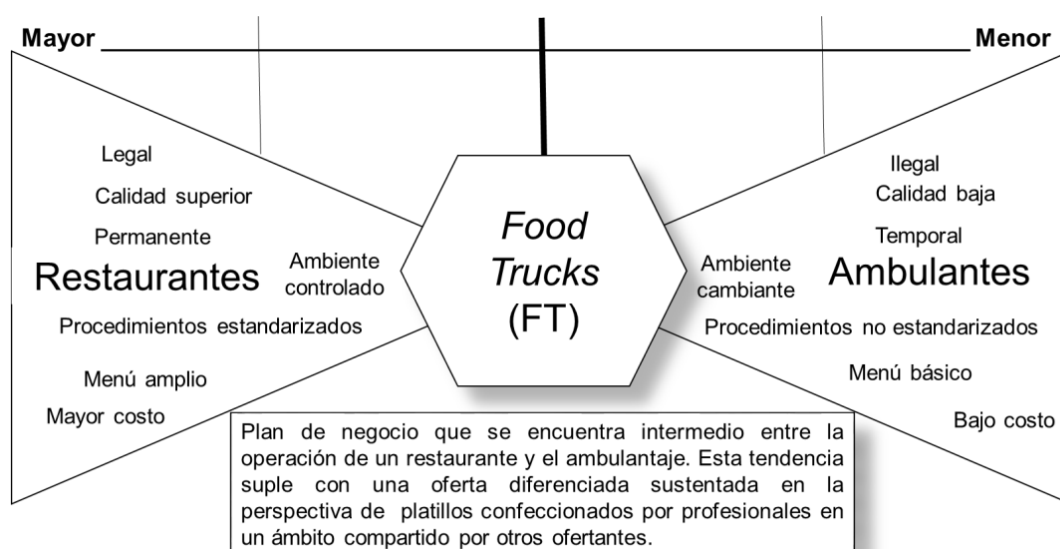 Mayor
Menor
Legal
Calidad superior
Permanente
Restaurantes
Ambiente
controlado
Procedimientos estandarizados
Menú amplio
Mayor costo
Food
Trucks
(FT)
Ilegal
Calidad baja
Temporal
Ambiente
cambiante
Ambulantes
Procedimientos no estandarizados
Menú básico
Bajo costo
Plan de negocio que se encuentra intermedio entre la
operación de un restaurante y el ambulantaje. Esta tendencia
suple con una oferta diferenciada sustentada en la
perspectiva de platillos confeccionados por profesionales en
un ámbito compartido por otros ofertantes.